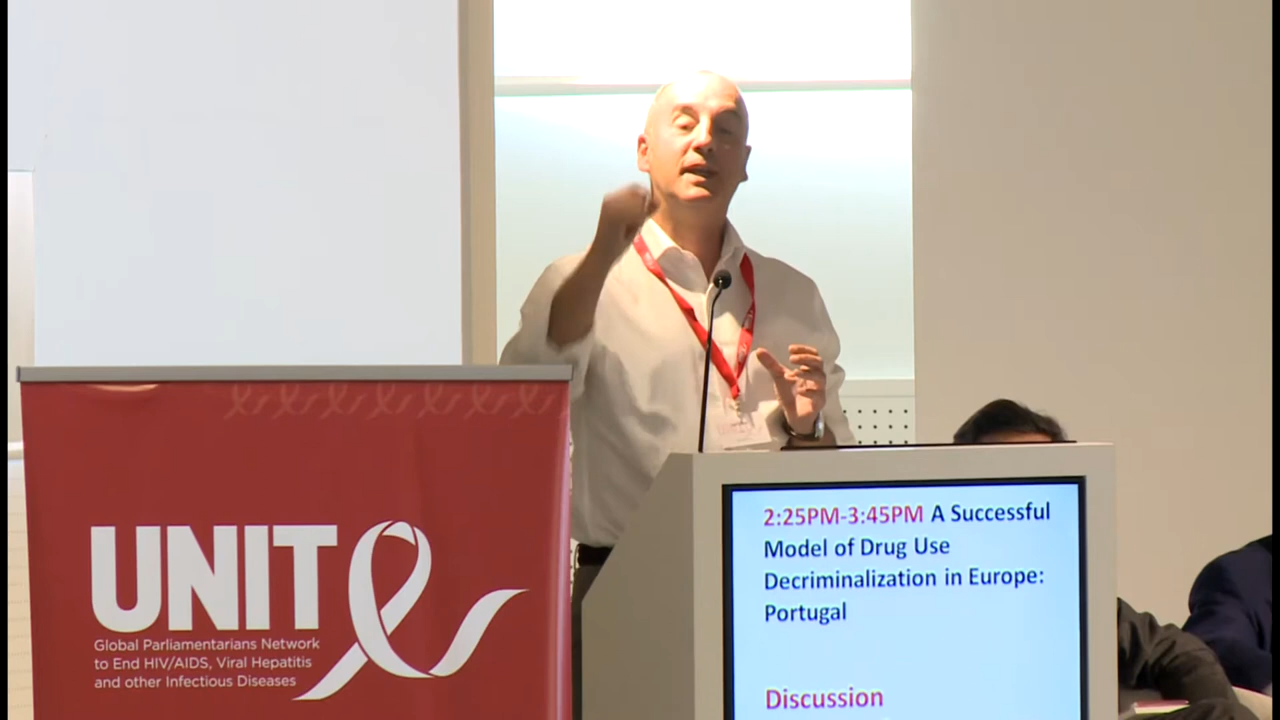 UNITE
Global Parliamentarians Network
to End HIV/AIDS, Viral Hepatitis
and other Infectious Diseases
2:25PM-3:45PM A Successful
Model of Drug Use
Decriminalization in Europe:
Portugal
Discussion